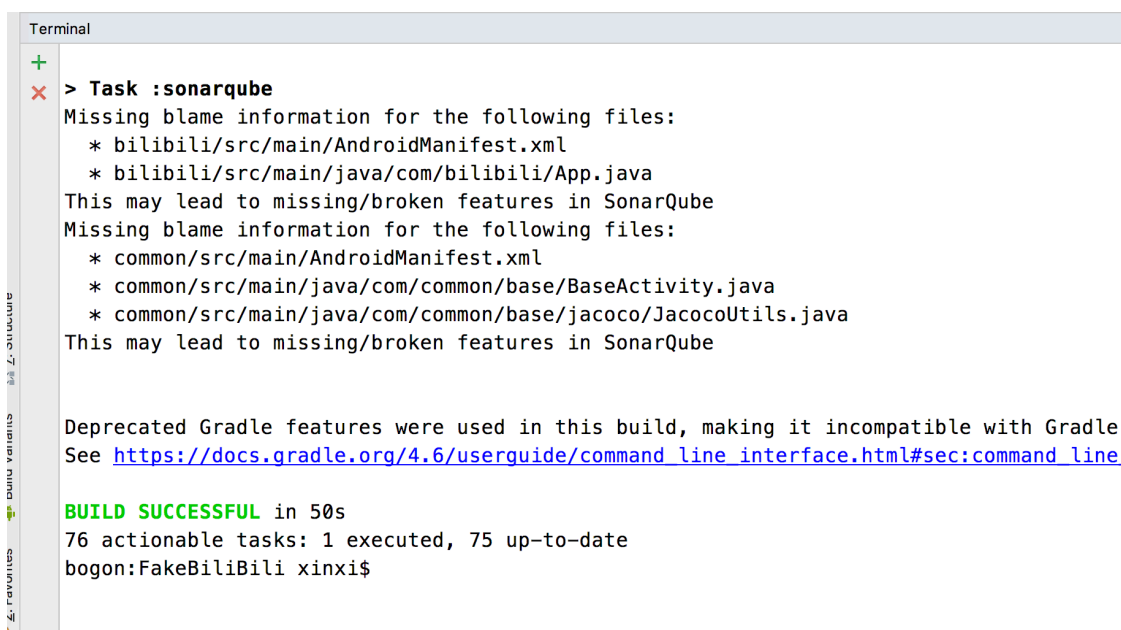 Terminal
> Task :sonarqube
Missing blame information for the following files:
* bilibili/src/main/AndroidManifest.xml
* bilibili/src/main/java/com/bilibili/App.java
This may lead to missing/broken features in SonarQube
Missing blame information for the following files:
* common/src/main/AndroidManifest.xml
* common/src/main/java/com/common/base/BaseActivity.java
* common/src/main/java/com/common/base/jacoco/JacocoUtils.java
This may lead to missing/broken features in SonarQube
Deprecated Gradle features were used in this build, making it incompatible with Gradle
See https://docs.gradle.org/4.6/userguide/command_line_interface.html#sec:command_line_
BUILD SUCCESSFUL in 50s
76 actionable tasks: 1 executed, 75 up-to-date
bogon:FakeBiliBili xinxi$